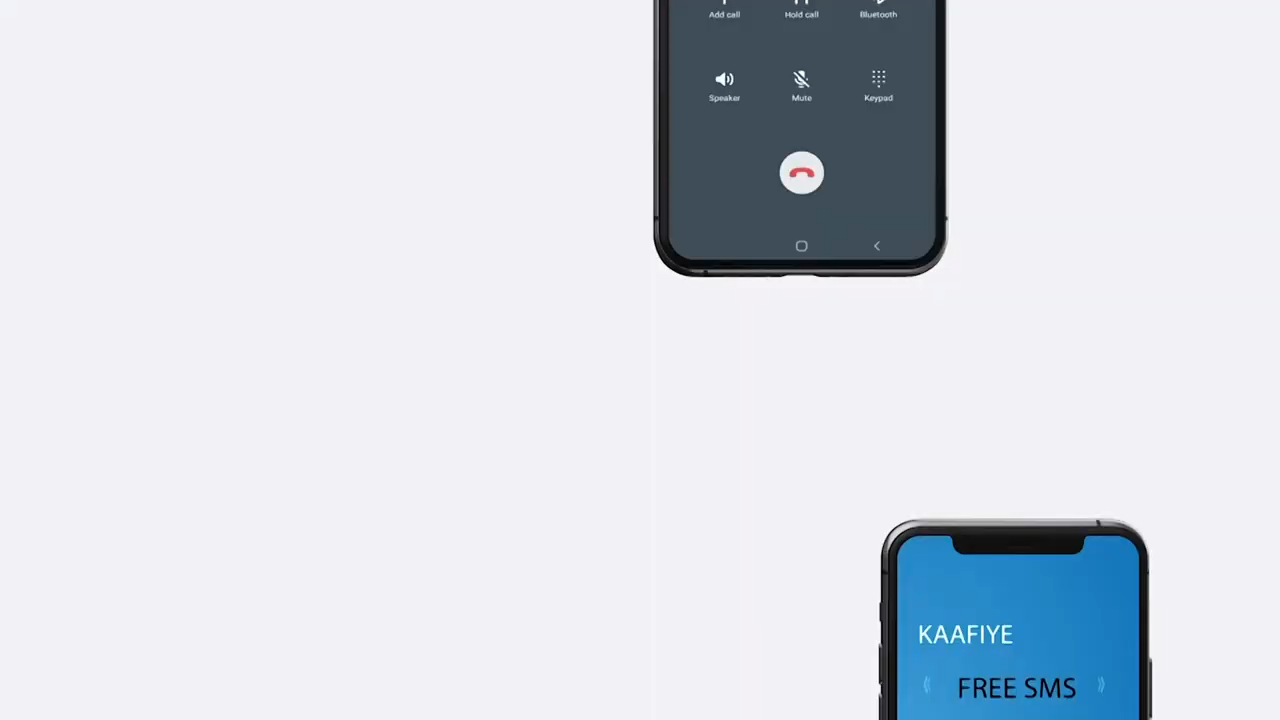 Add call Hold call Bluetooth
Speaker Mute Keypad
KAAFIYE
FREE SMS